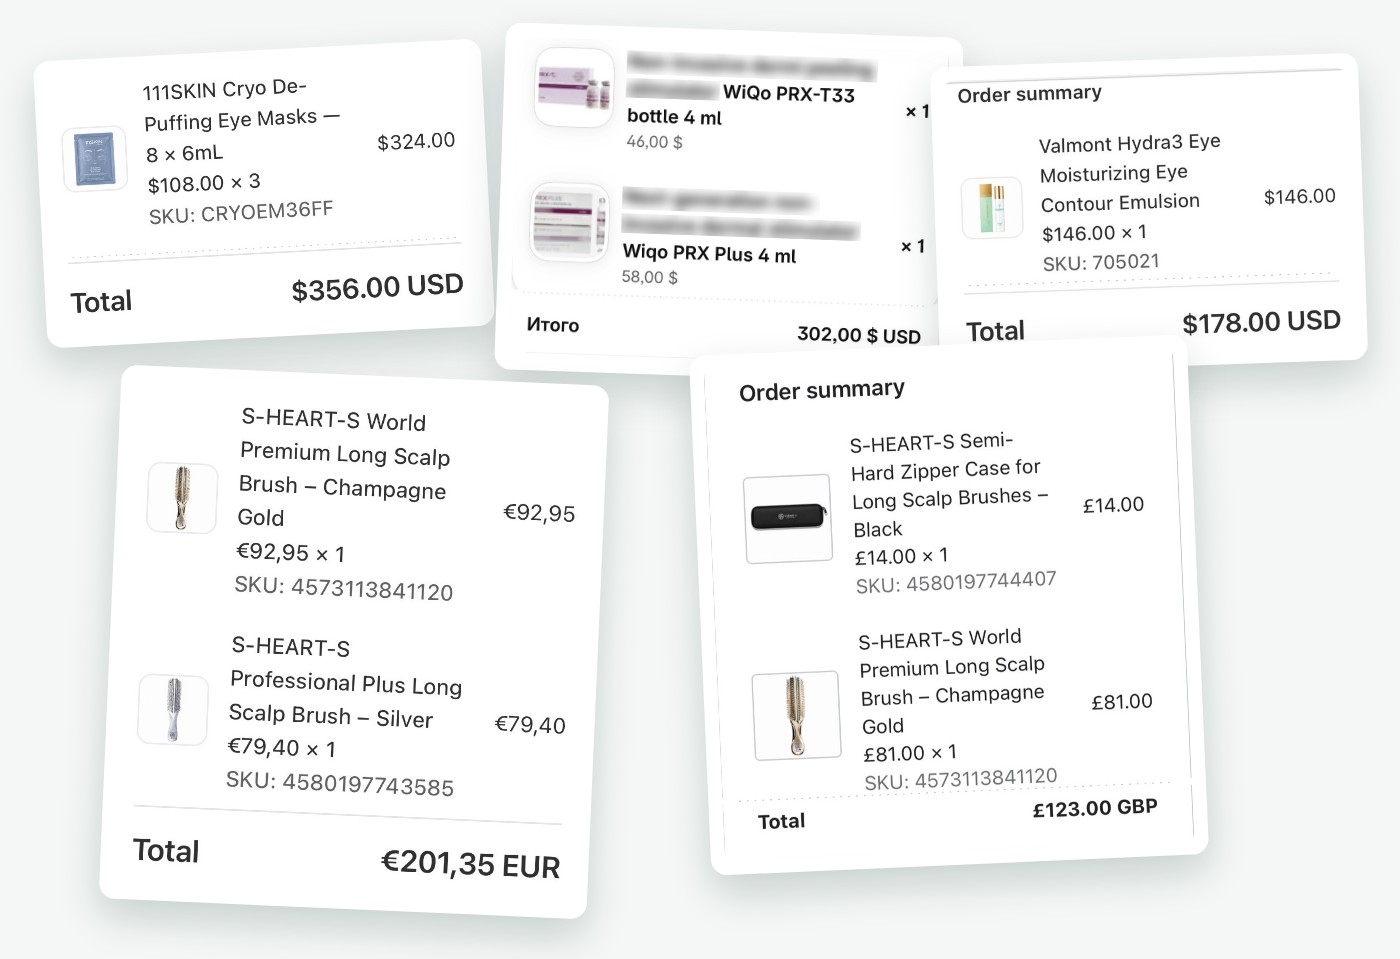 111SKIN Cryo De-
Puffing Eye Masks —
8 × 6mL
$108.00 × 3
SKU: CRYOEM36FF
$324.00
Total
$356.00 USD
WiQo PRX-T33
bottle 4 ml
46,00 $
× 1
Wiqo PRX Plus 4 ml
58,00 $
× 1
Итого
302,00 $ USD
Order summary
Valmont Hydra3 Eye
Moisturizing Eye
Contour Emulsion
$146.00 × 1
SKU: 705021
$146.00
Total
$178.00 USD
S-HEART-S World
Premium Long Scalp
Brush – Champagne
Gold
€92,95 × 1
SKU: 4573113841120
€92,95
S-HEART-S
Professional Plus Long
Scalp Brush – Silver
€79,40 × 1
SKU: 4580197743585
€79,40
Total
€201,35 EUR
Order summary
S-HEART-S Semi-
Hard Zipper Case for
Long Scalp Brushes –
Black
£14.00 × 1
SKU: 4580197744407
£14.00
S-HEART-S World
Premium Long Scalp
Brush – Champagne
Gold
£81.00 × 1
SKU: 4573113841120
£81.00
Total
£123.00 GBP